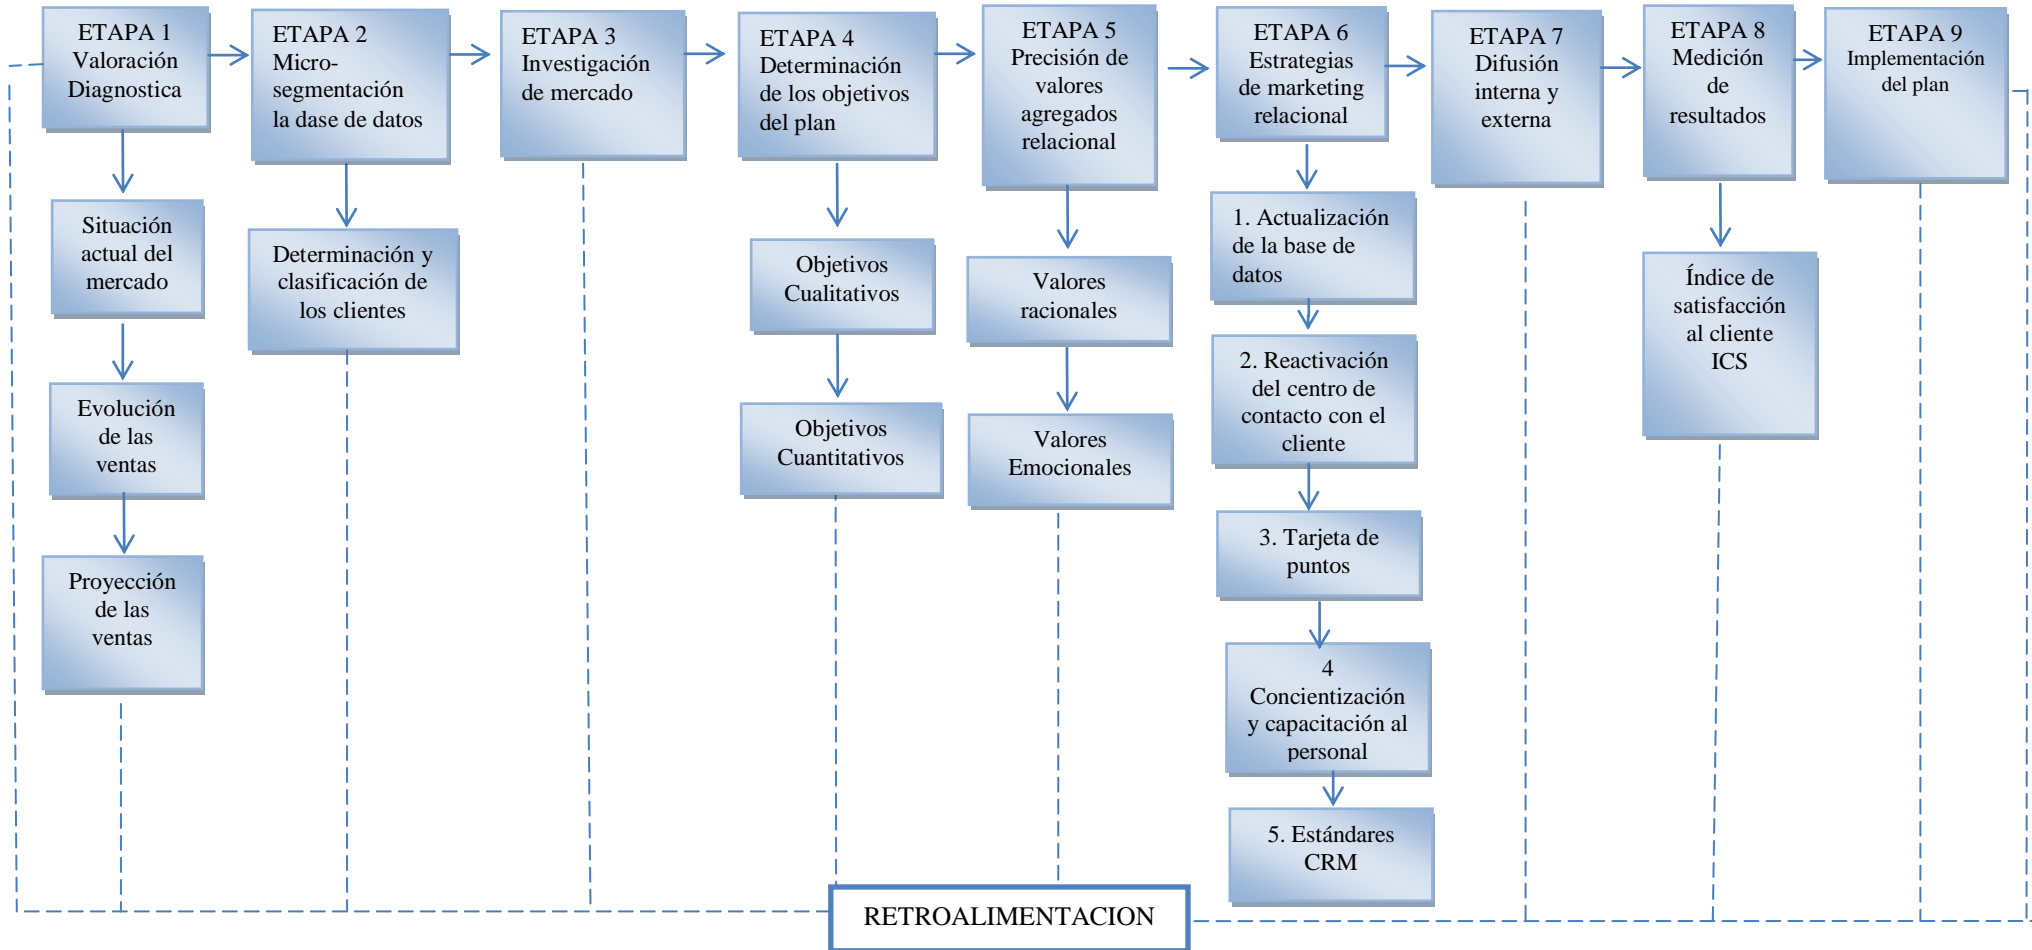 ETAPA 1
Valoración
Diagnostica
ETAPA 2
Micro-
segmentación
la dase de datos
ETAPA 3
Investigación
de mercado
ETAPA 4
Determinación
de los objetivos
del plan
ETAPA 5
Precisión de
valores
agregados
relacional
ETAPA 6
Estrategias
de marketing
relacional
ETAPA 7
Difusión
interna y
externa
ETAPA 8
Medición
de
resultados
ETAPA 9
Implementación
del plan
Situación
actual del
mercado
Evolución
de las
ventas
Proyección
de las
ventas
Determinación y
clasificación de
los clientes
Objetivos
Cualitativos
Objetivos
Cuantitativos
Valores
racionales
Valores
Emocionales
1. Actualización
de la base de
datos
2. Reactivación
del centro de
contacto con el
cliente
3. Tarjeta de
puntos
4
Concientización
y capacitación al
personal
5. Estándares
CRM
Índice de
satisfacción
al cliente
ICS
RETROALIMENTACION